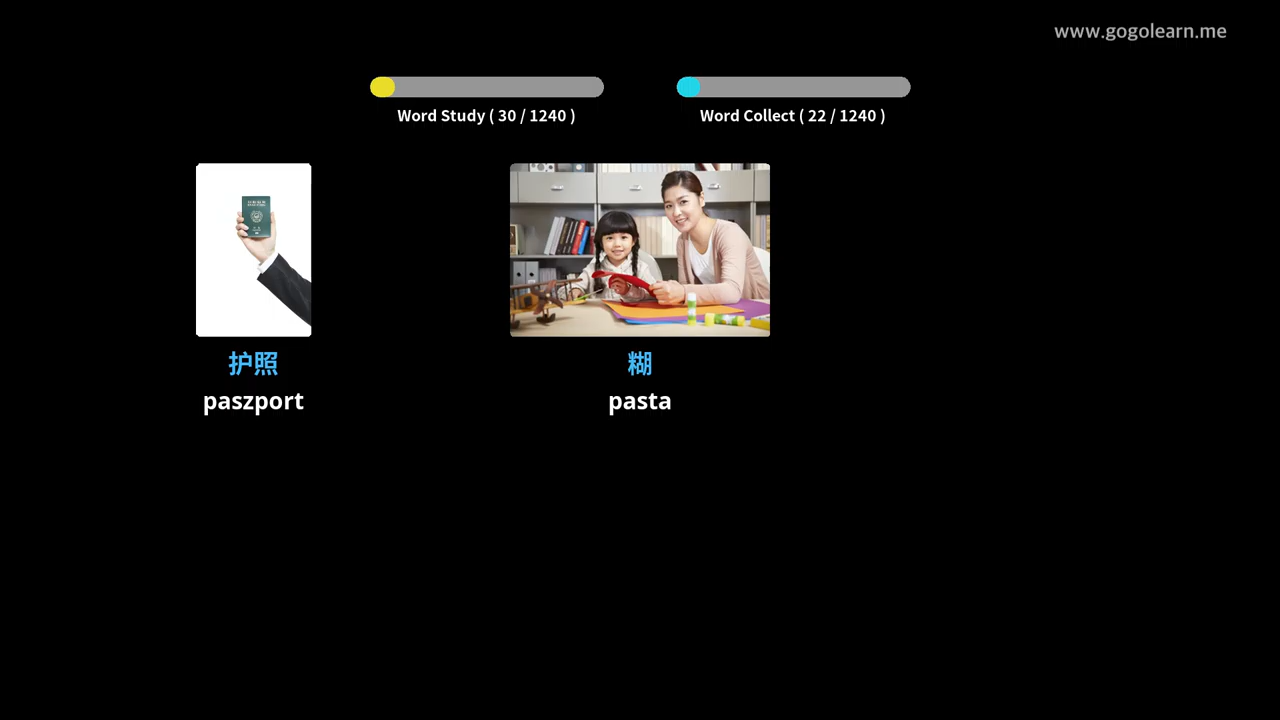 www.gogolearn.me
Word Study ( 30 / 1240 )
Word Collect ( 22 / 1240 )
护照
paszport
糊
pasta